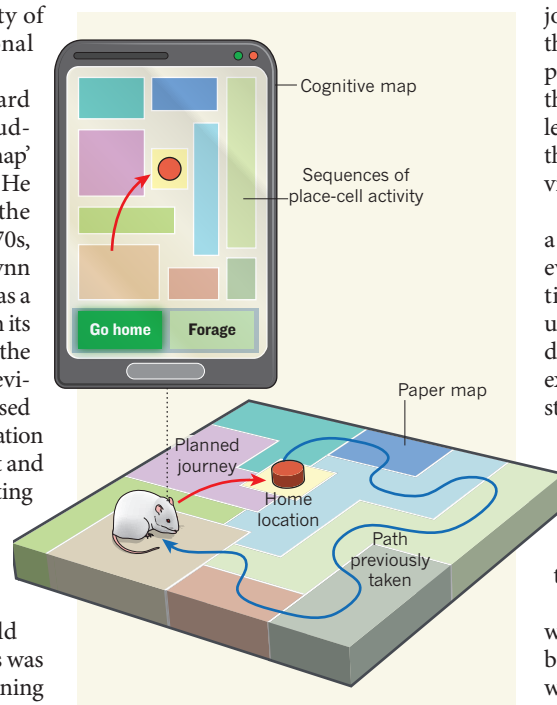 ty of
onal
ard
ud-
map'
He
the
70s,
ynn
as a
n its
the
evi-
sed
ation
t and
ting
ld
s was
ning
Cognitive map
Sequences of
place-cell activity
Go home
Forage
Paper map
Planned
journey
Home
location
Path
previously
taken
jo
th
p
th
le
th
vi
a
ev
ti
u
d
ex
st
t
w
b
w